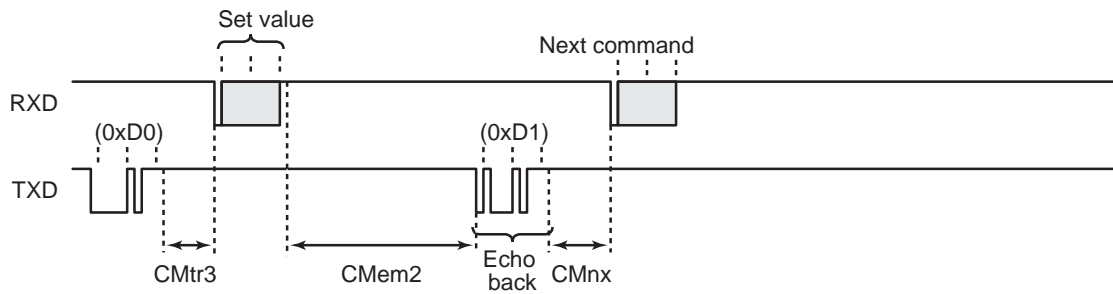 Set value
Next command
RXD
(0xD0)
(0xD1)
TXD
CMtr3
CMem2
Echo
back
CMnx